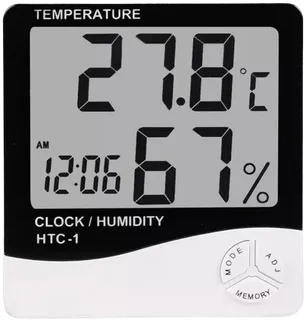 TEMPERATURE
27.8°C
AM
12:06
67%
CLOCK / HUMIDITY
HTC-1
MODE
ADJ
MEMORY